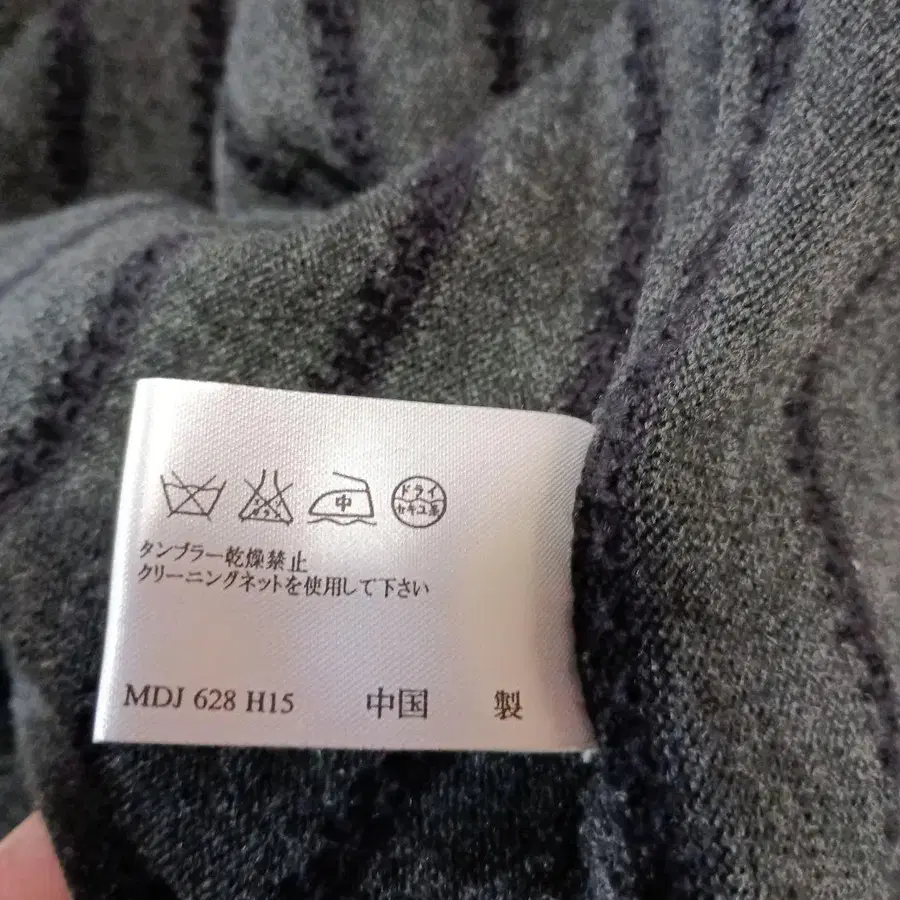 中
ドライ
セキユ系
タンブラー乾燥禁止
クリーニングネットを使用して下さい
MDJ 628 H15 中国 製